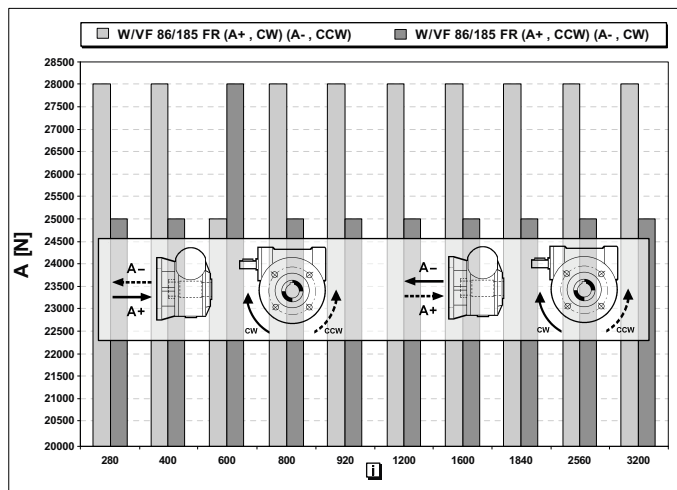 W/VF 86/185 FR (A+ , CW) (A- , CCW)
W/VF 86/185 FR (A+ , CCW) (A- , CW)
A [N]
28500
28000
27500
27000
26500
26000
25500
25000
24500
24000
23500
23000
22500
22000
21500
21000
20500
20000
A–
A+
CW
CCW
A–
A+
CW
CCW
280 400 600 800 920 1200 1600 1840 2560 3200
i